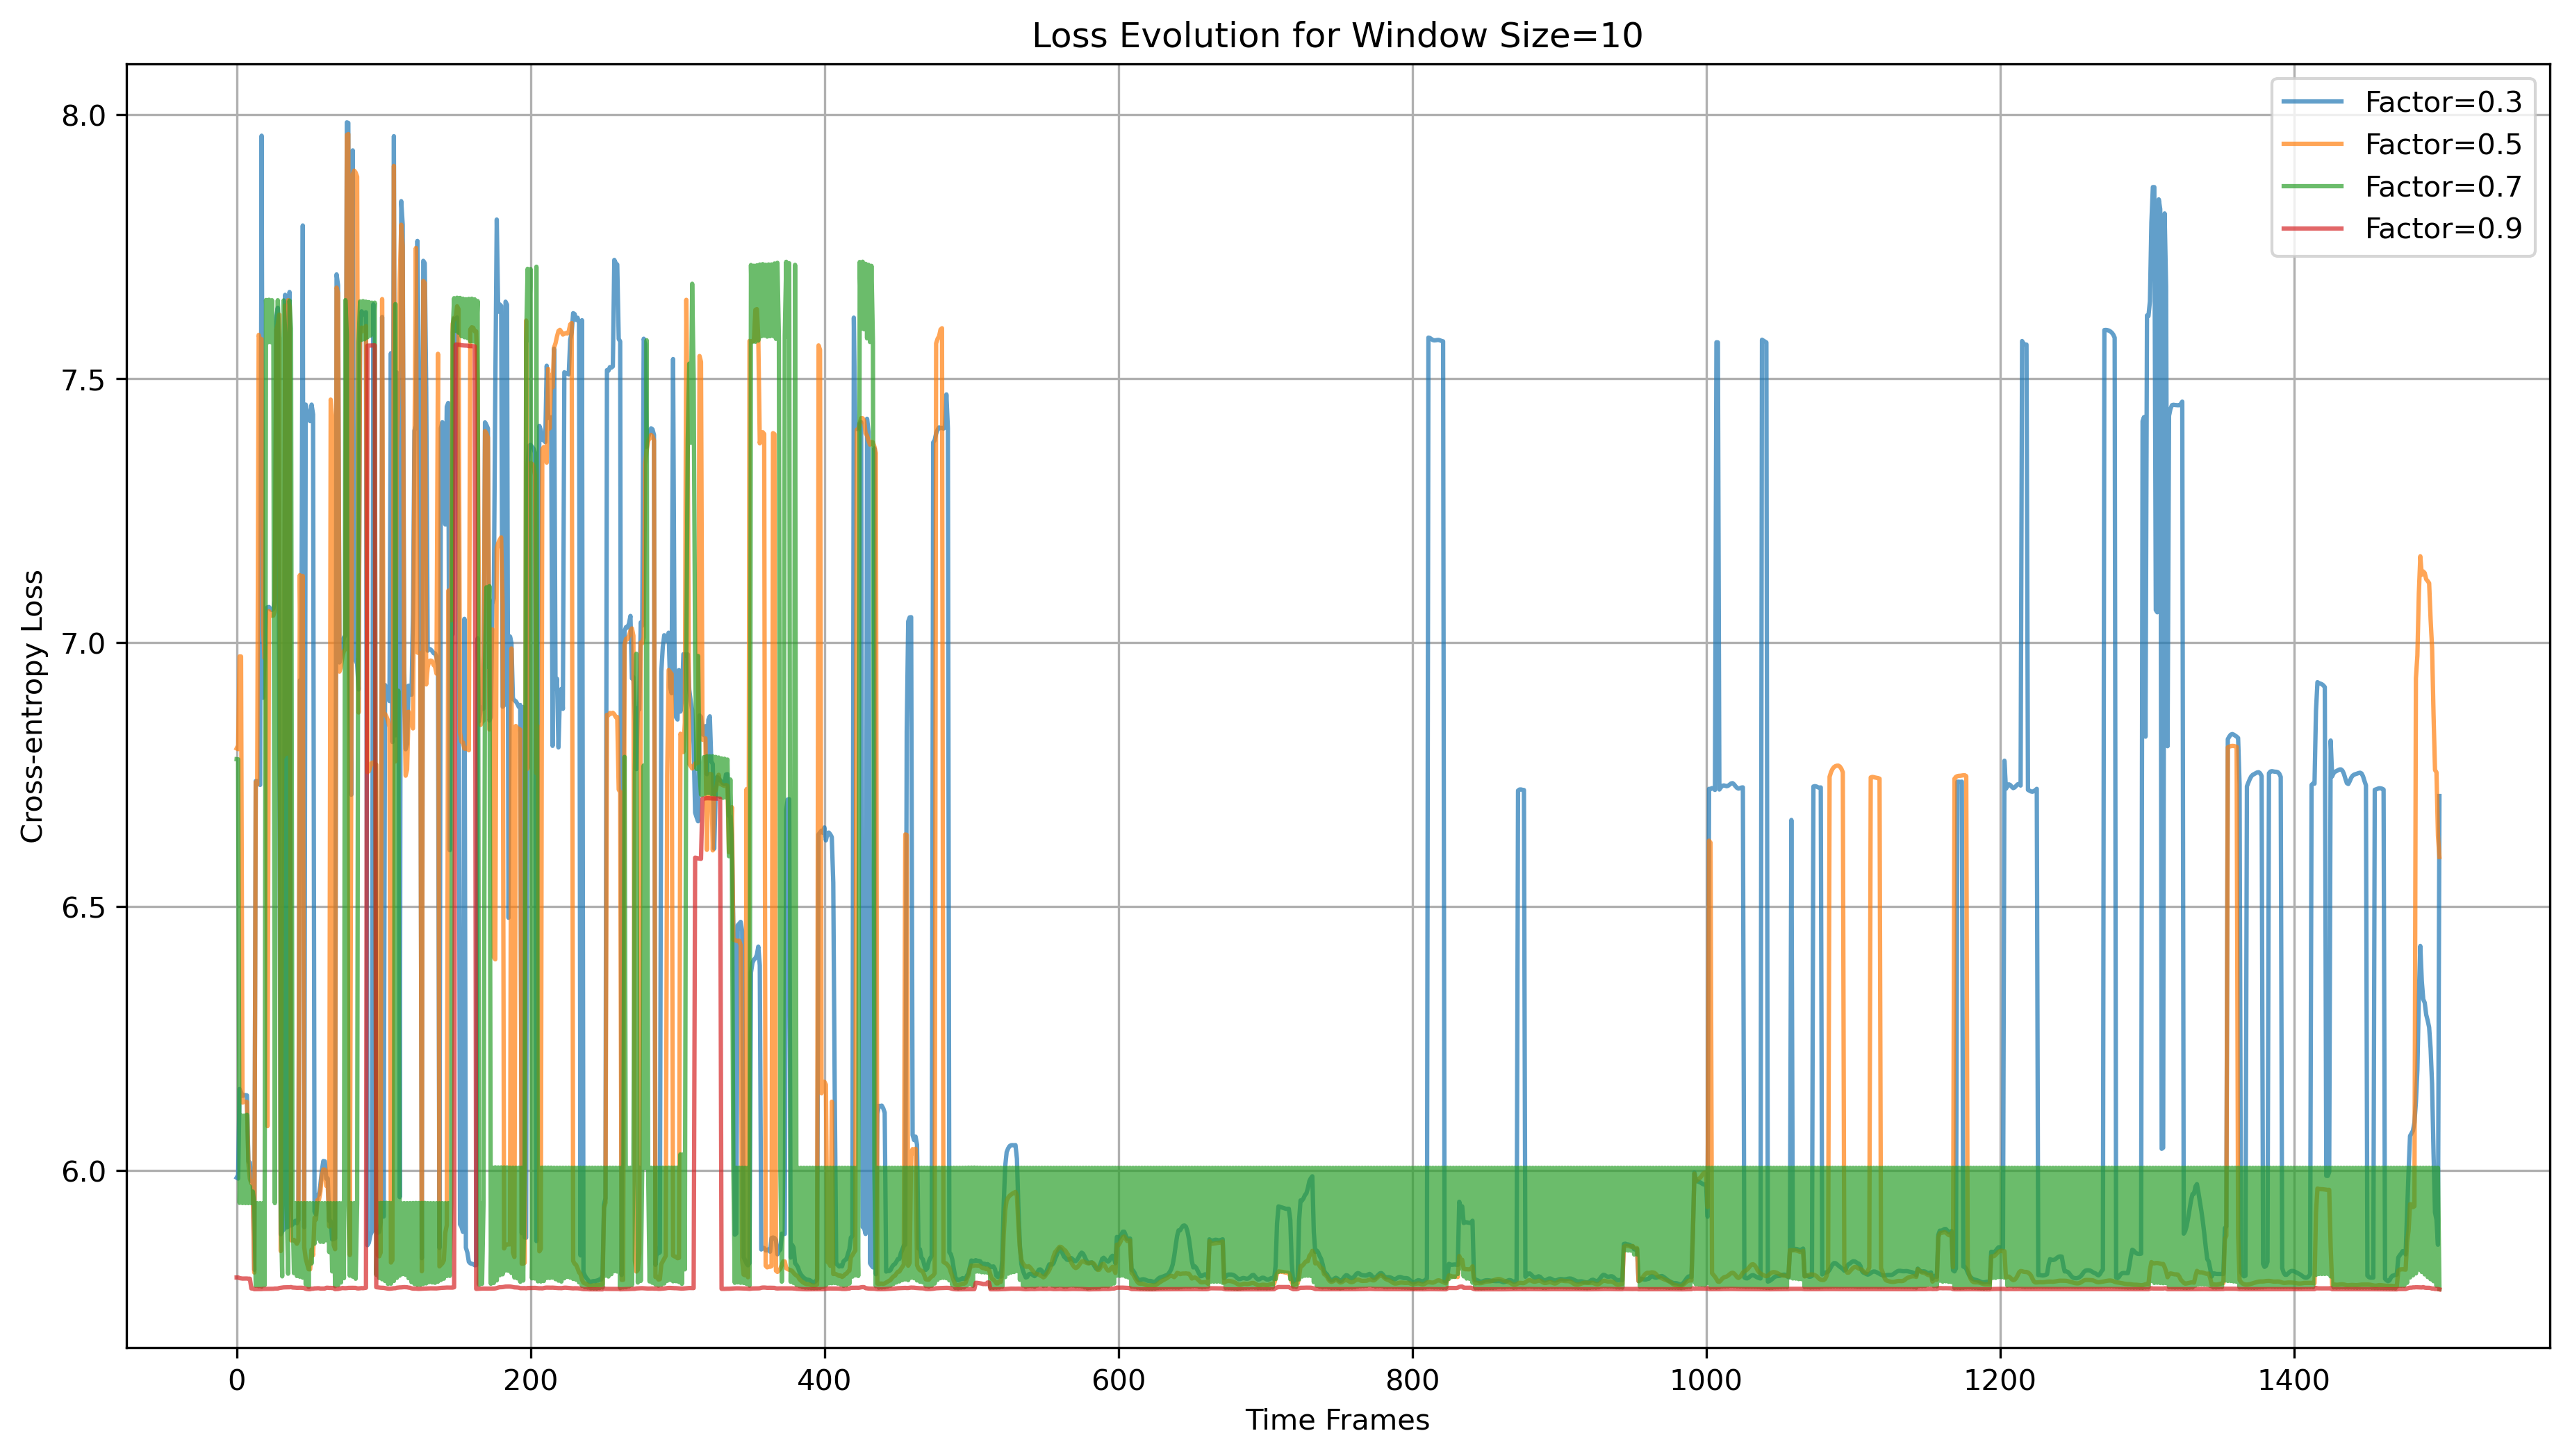 Loss Evolution for Window Size=10
Factor=0.3
Factor=0.5
Factor=0.7
Factor=0.9
Cross-entropy Loss
8.0
7.5
7.0
6.5
6.0
0 200 400 600 800 1000 1200 1400
Time Frames